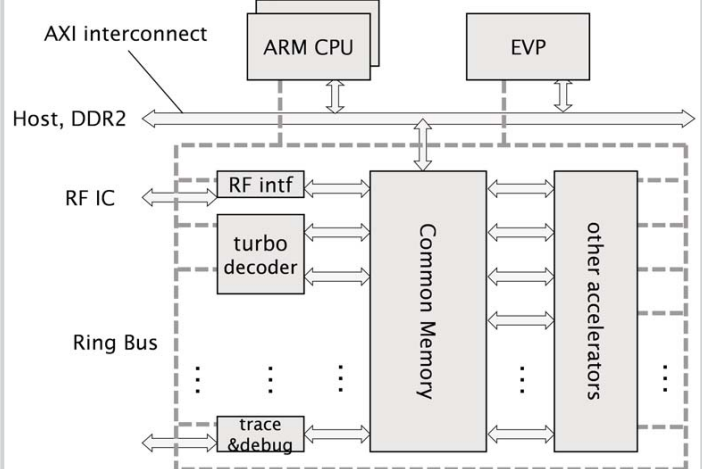 AXI interconnect
ARM CPU
EVP
Host, DDR2
RF IC
RF intf
turbo
decoder
Common Memory
other accelerators
Ring Bus
trace
&debug